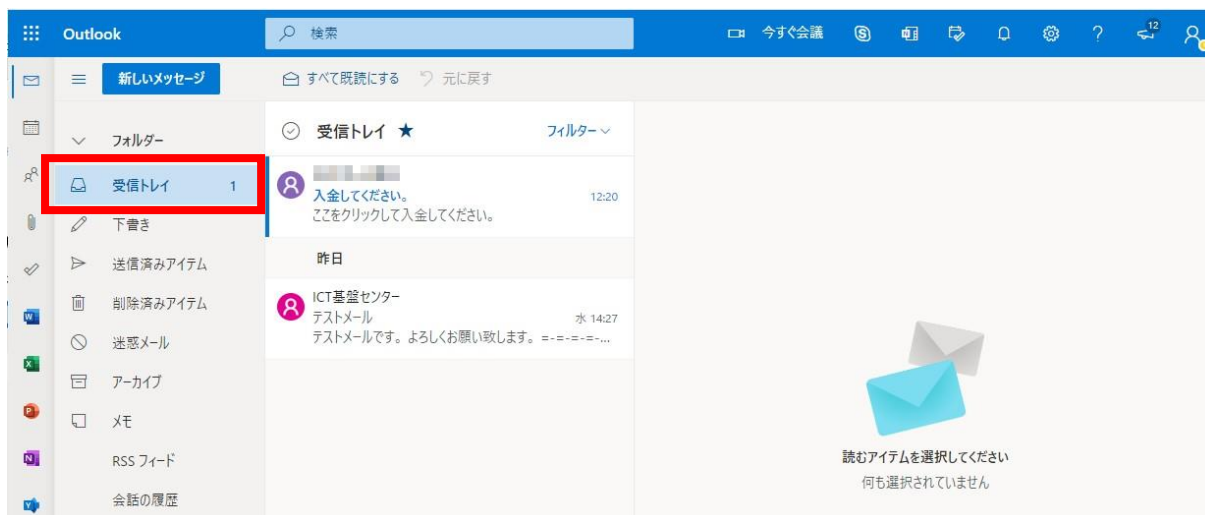 Outlook
検索
今すぐ会議
12
新しいメッセージ
すべて既読にする
元に戻す
フォルダー
受信トレイ 1
下書き
送信済みアイテム
削除済みアイテム
迷惑メール
アーカイブ
メモ
RSS フィード
会話の履歴
受信トレイ ★
フィルター
入金してください。 12:20
ここをクリックして入金してください。
昨日
ICT基盤センター
テストメール 水 14:27
テストメールです。よろしくお願い致します。 =-=-=-=-...
読むアイテムを選択してください
何も選択されていません